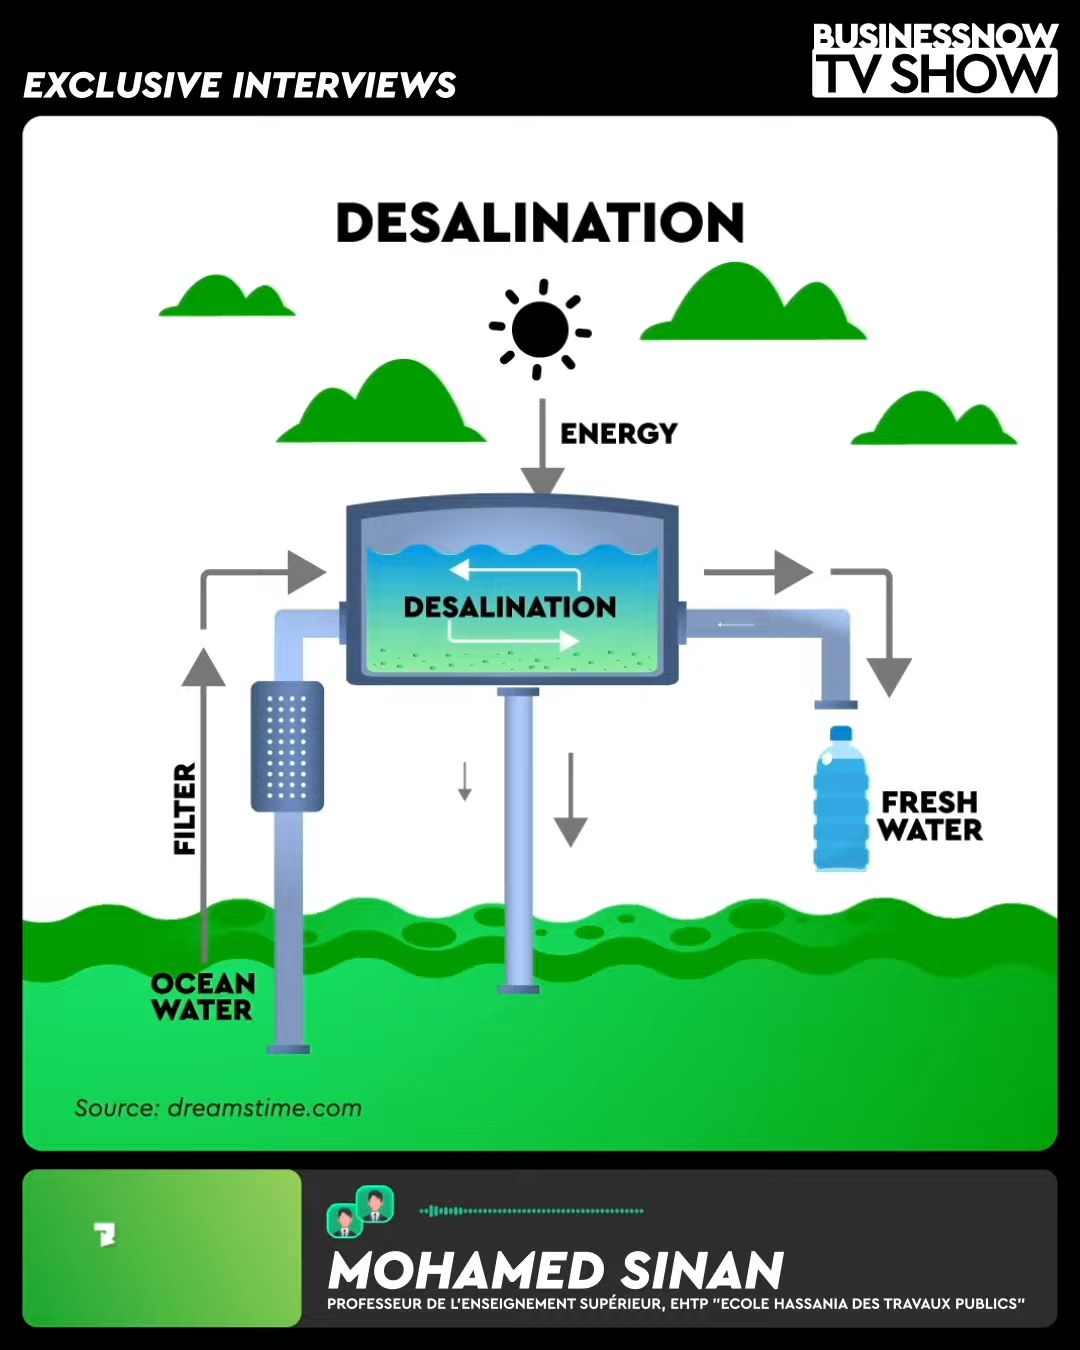 BUSINESSNOW
TV SHOW
EXCLUSIVE INTERVIEWS
DESALINATION
ENERGY
DESALINATION
FILTER
FRESH
WATER
OCEAN
WATER
Source: dreamstime.com
MOHAMED SINAN
PROFESSEUR DE L'ENSEIGNEMENT SUPÉRIEUR, EHTP "ECOLE HASSANIA DES TRAVAUX PUBLICS"